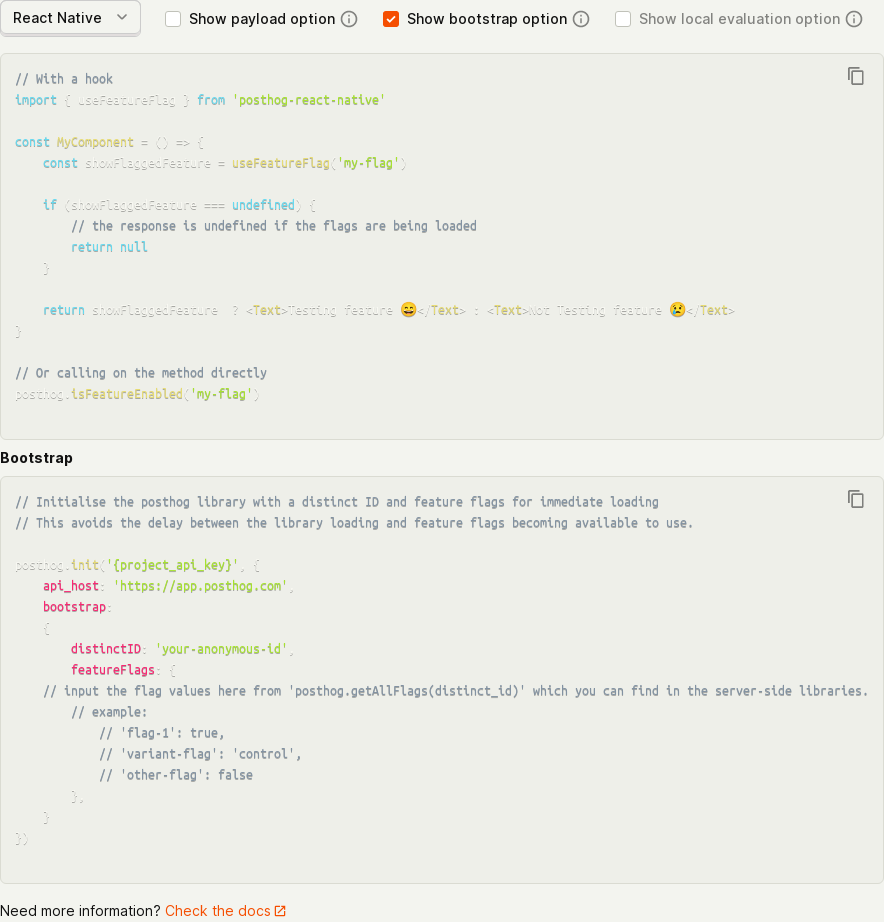 React Native Show payload option Show bootstrap option Show local evaluation option
// With a hook
import { useFeatureFlag } from 'posthog-react-native'
const MyComponent = () => {
    const showFlaggedFeature = useFeatureFlag('my-flag')
    if (showFlaggedFeature === undefined) {
        // the response is undefined if the flags are being loaded
        return null
    }
    return showFlaggedFeature  ? <Text>Testing feature 😄</Text> : <Text>Not Testing feature 😢</Text>
}
// Or calling on the method directly
posthog.isFeatureEnabled('my-flag')
Bootstrap
// Initialise the posthog library with a distinct ID and feature flags for immediate loading
// This avoids the delay between the library loading and feature flags becoming available to use.
posthog.init('{project_api_key}', {
    api_host: 'https://app.posthog.com',
    bootstrap:
    {
        distinctID: 'your-anonymous-id',
        featureFlags: {
    // input the flag values here from 'posthog.getAllFlags(distinct_id)' which you can find in the server-side libraries.
        // example:
            // 'flag-1': true,
            // 'variant-flag': 'control',
            // 'other-flag': false
        },
    }
})
Need more information? Check the docs